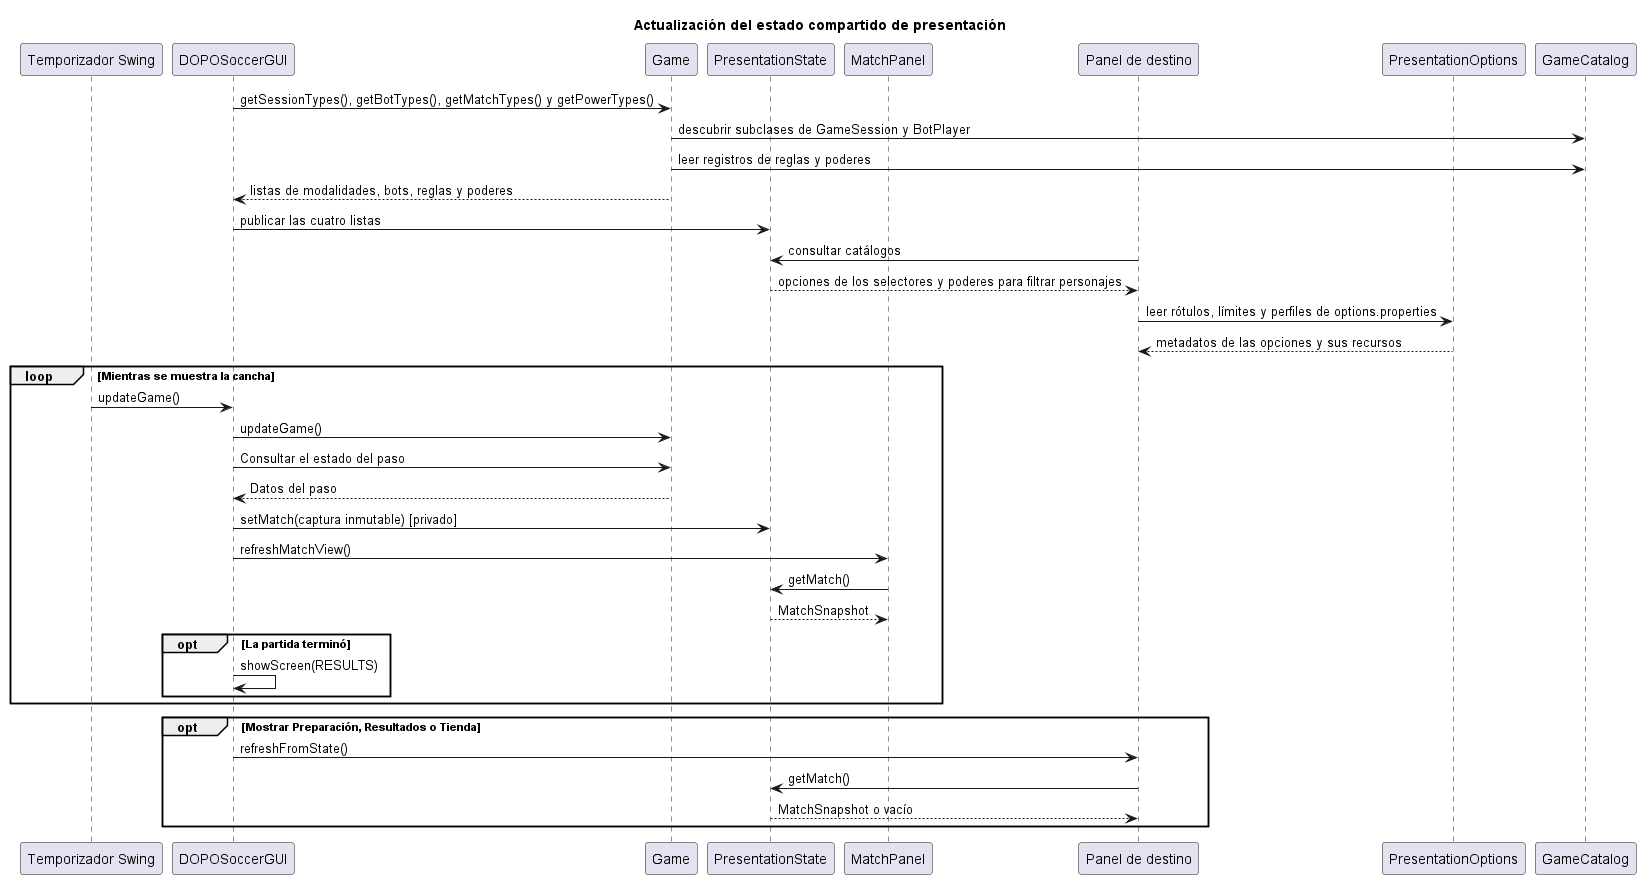 Actualización del estado compartido de presentación
Temporizador Swing
DOPOSoccerGUI
Game
PresentationState
MatchPanel
Panel de destino
PresentationOptions
GameCatalog
getSessionTypes(), getBotTypes(), getMatchTypes() y getPowerTypes()
descubrir subclases de GameSession y BotPlayer
leer registros de reglas y poderes
listas de modalidades, bots, reglas y poderes
publicar las cuatro listas
consultar catálogos
opciones de los selectores y poderes para filtrar personajes
leer rótulos, límites y perfiles de options.properties
metadatos de las opciones y sus recursos
loop [Mientras se muestra la cancha]
updateGame()
updateGame()
Consultar el estado del paso
Datos del paso
setMatch(captura inmutable) [privado]
refreshMatchView()
getMatch()
MatchSnapshot
opt [La partida terminó]
showScreen(RESULTS)
opt [Mostrar Preparación, Resultados o Tienda]
refreshFromState()
getMatch()
MatchSnapshot o vacío
Temporizador Swing
DOPOSoccerGUI
Game
PresentationState
MatchPanel
Panel de destino
PresentationOptions
GameCatalog